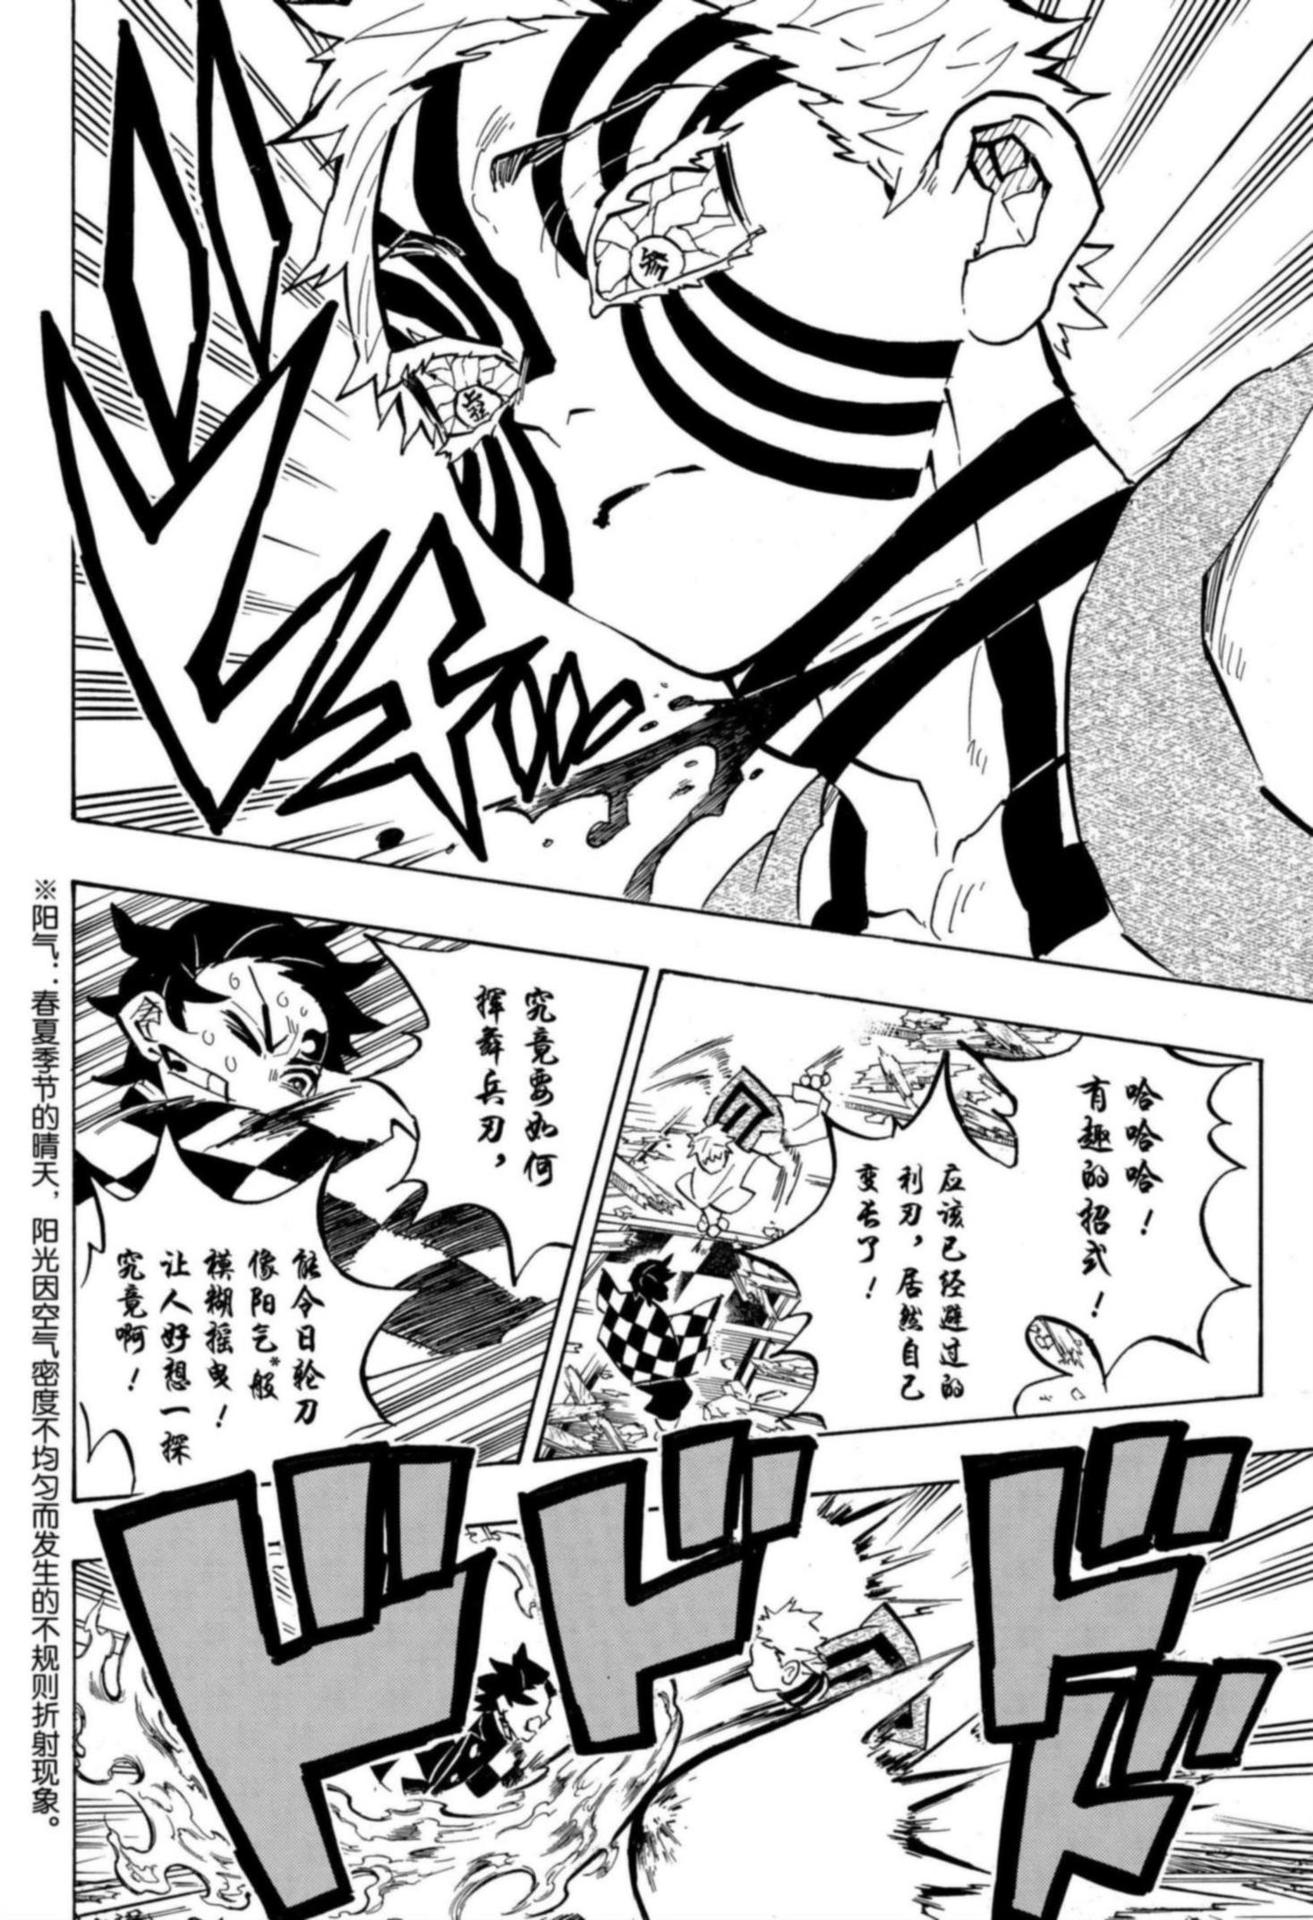 哈哈哈！
有趣的招式！
应该已经避过的
利刃，居然自己
变长了！
究竟要如何
挥舞兵刃，
能令日轮刀
像阳气*般
模糊摇曳！
让人好想一探
究竟啊！
ド
ド
ド
ド
※阳气：春夏季节的晴天，阳光因空气密度不均匀而发生的不规则折射现象。